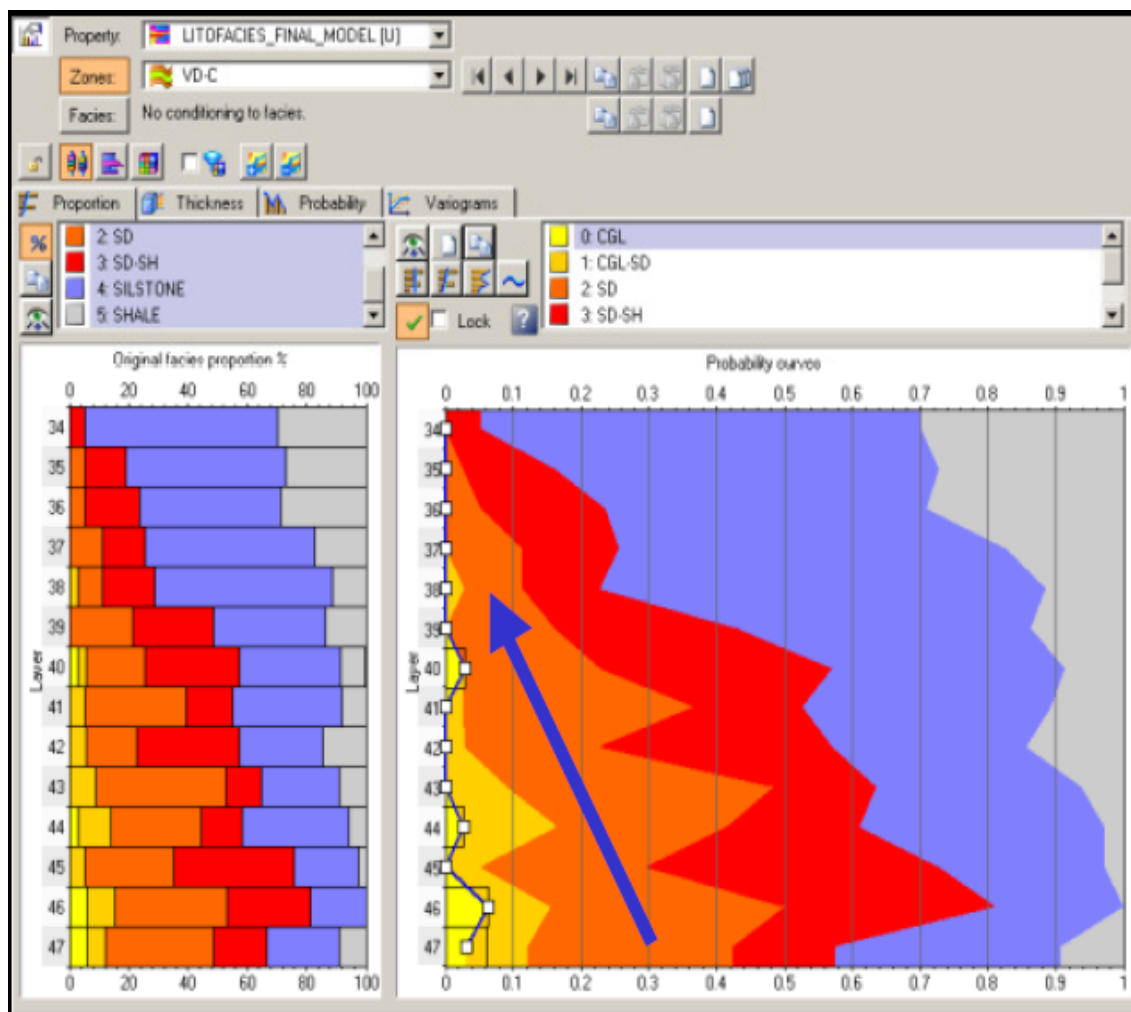 Property: LITOFACIES_FINAL_MODEL [U]
Zones: VD-C
Facies: No conditioning to facies.
Proportion Thickness Probability Variograms
% 2: SD
3: SD-SH
4: SILSTONE
5: SHALE
0: CGL
1: CGL-SD
2: SD
3: SD-SH
Lock ?
Original facies proportion %
0 20 40 60 80 100
34
35
36
37
38
39
40
41
42
43
44
45
46
47
Layer
0 20 40 60 80 100
Probability curves
0 0.1 0.2 0.3 0.4 0.5 0.6 0.7 0.8 0.9 1
34
35
36
37
38
39
40
41
42
43
44
45
46
47
Layer
0 0.1 0.2 0.3 0.4 0.5 0.6 0.7 0.8 0.9 1